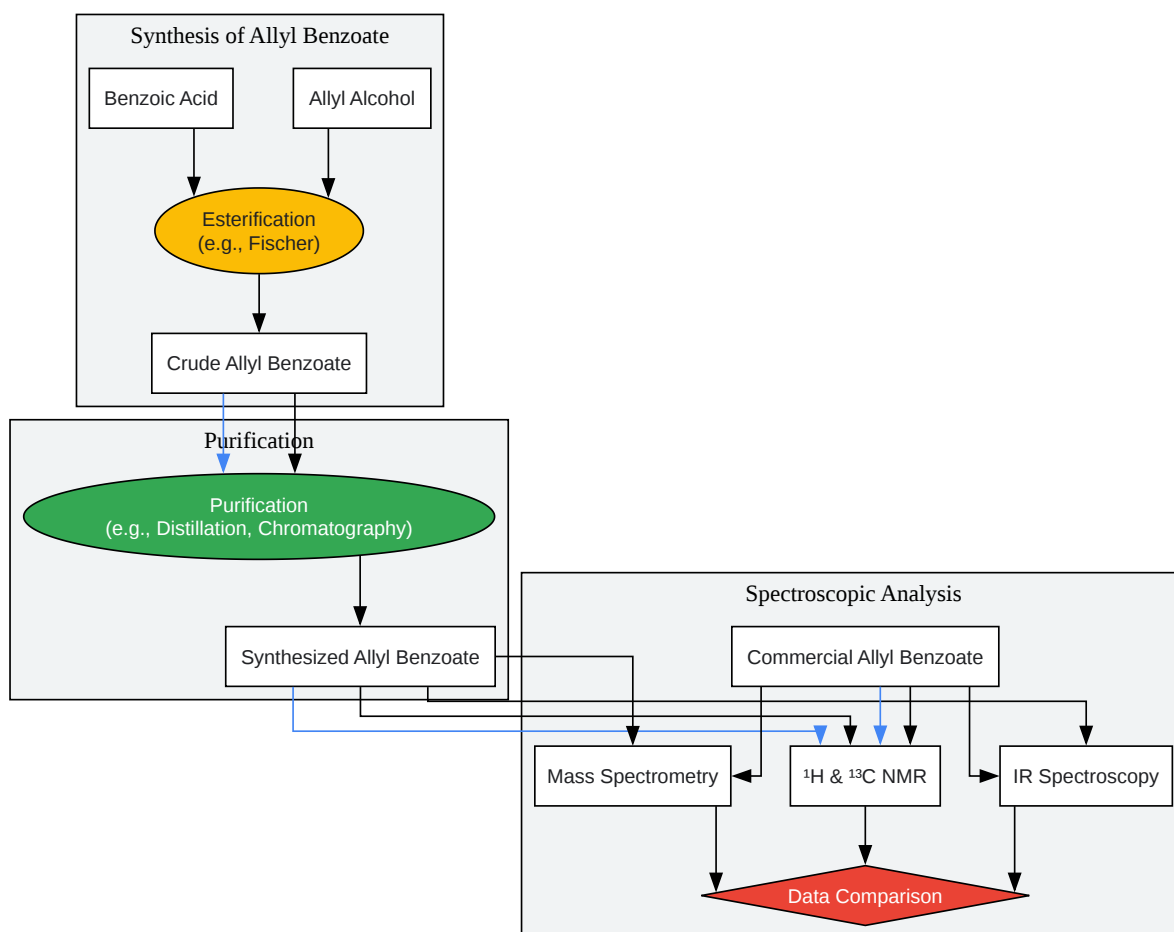 Synthesis of Allyl Benzoate
Benzoic Acid
Allyl Alcohol
Esterification
(e.g., Fischer)
Crude Allyl Benzoate
Purification
Purification
(e.g., Distillation, Chromatography)
Synthesized Allyl Benzoate
Spectroscopic Analysis
Commercial Allyl Benzoate
Mass Spectrometry
¹H & ¹³C NMR
IR Spectroscopy
Data Comparison